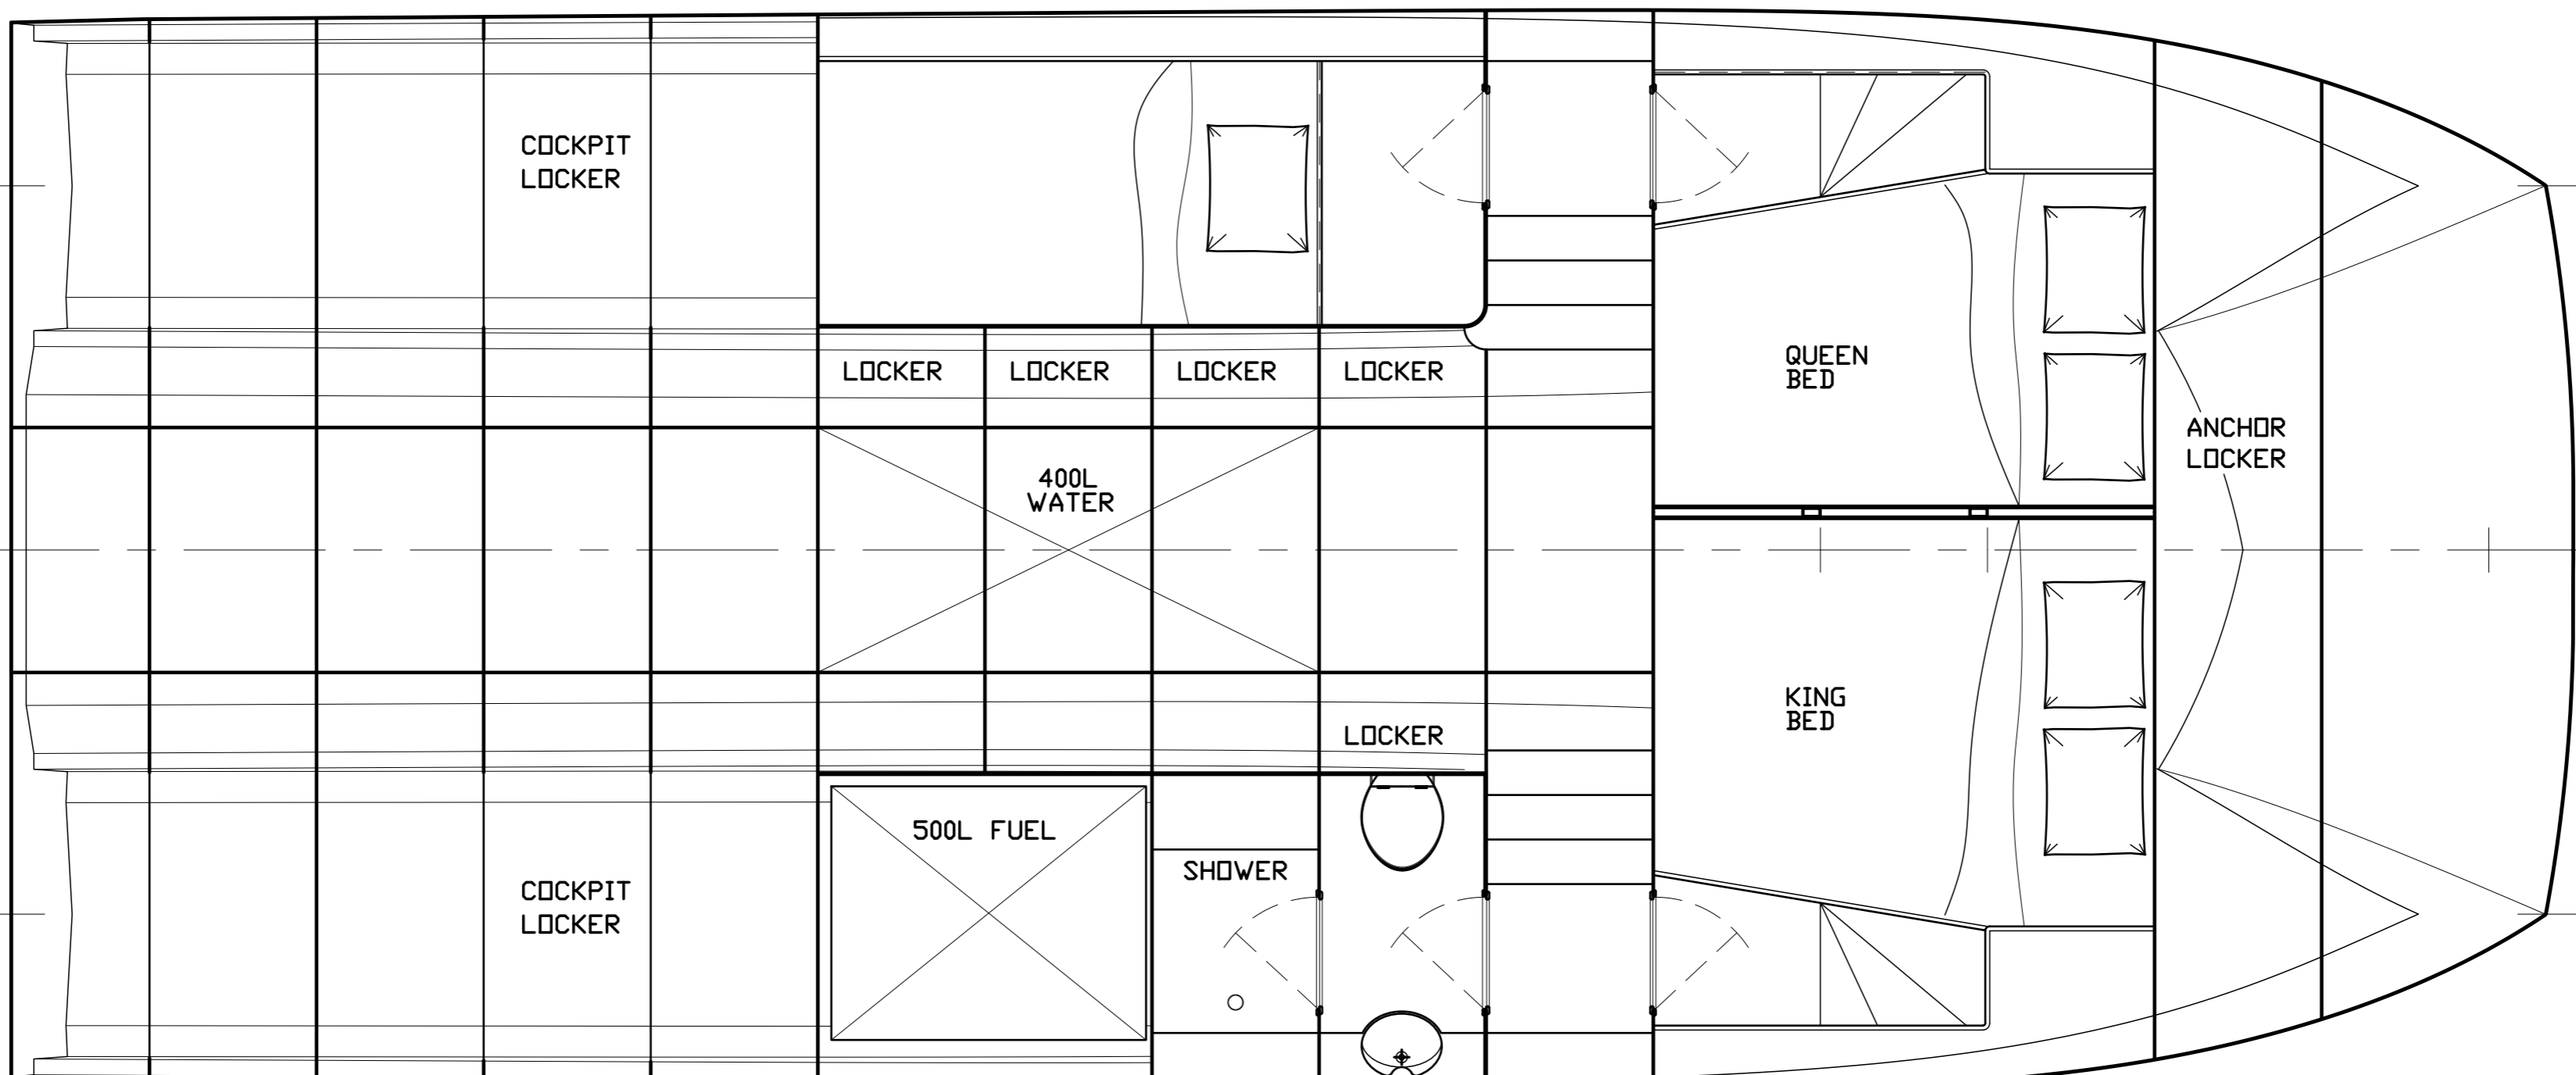 COCKPIT
LOCKER
LOCKER
LOCKER
LOCKER
LOCKER
QUEEN
BED
ANCHOR
LOCKER
400L
WATER
KING
BED
LOCKER
500L FUEL
SHOWER
COCKPIT
LOCKER